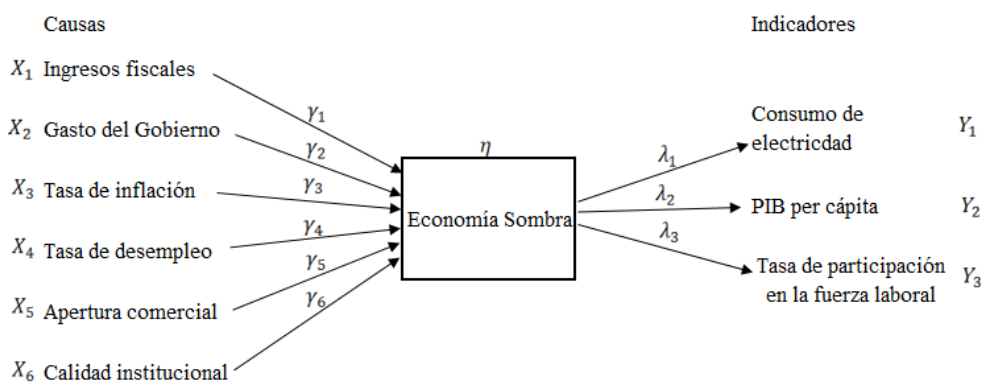 Causas
Indicadores
X₁ Ingresos fiscales
X₂ Gasto del Gobierno
X₃ Tasa de inflación
X₄ Tasa de desempleo
X₅ Apertura comercial
X₆ Calidad institucional
γ₁
γ₂
γ₃
γ₄
γ₅
γ₆
η
Economía Sombra
λ₁
λ₂
λ₃
Consumo de
electricdad
Y₁
PIB per cápita
Y₂
Tasa de participación
en la fuerza laboral
Y₃